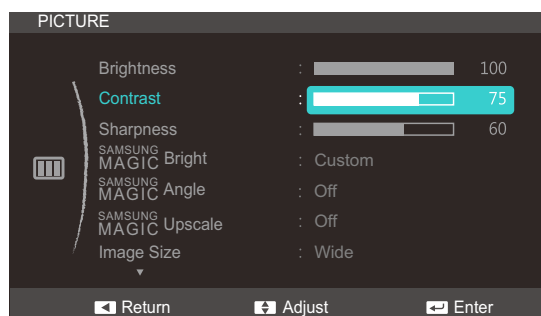 PICTURE
Brightness : 100
Contrast : 75
Sharpness : 60
SAMSUNG MAGIC Bright : Custom
SAMSUNG MAGIC Angle : Off
SAMSUNG MAGIC Upscale : Off
Image Size : Wide
Return Adjust Enter